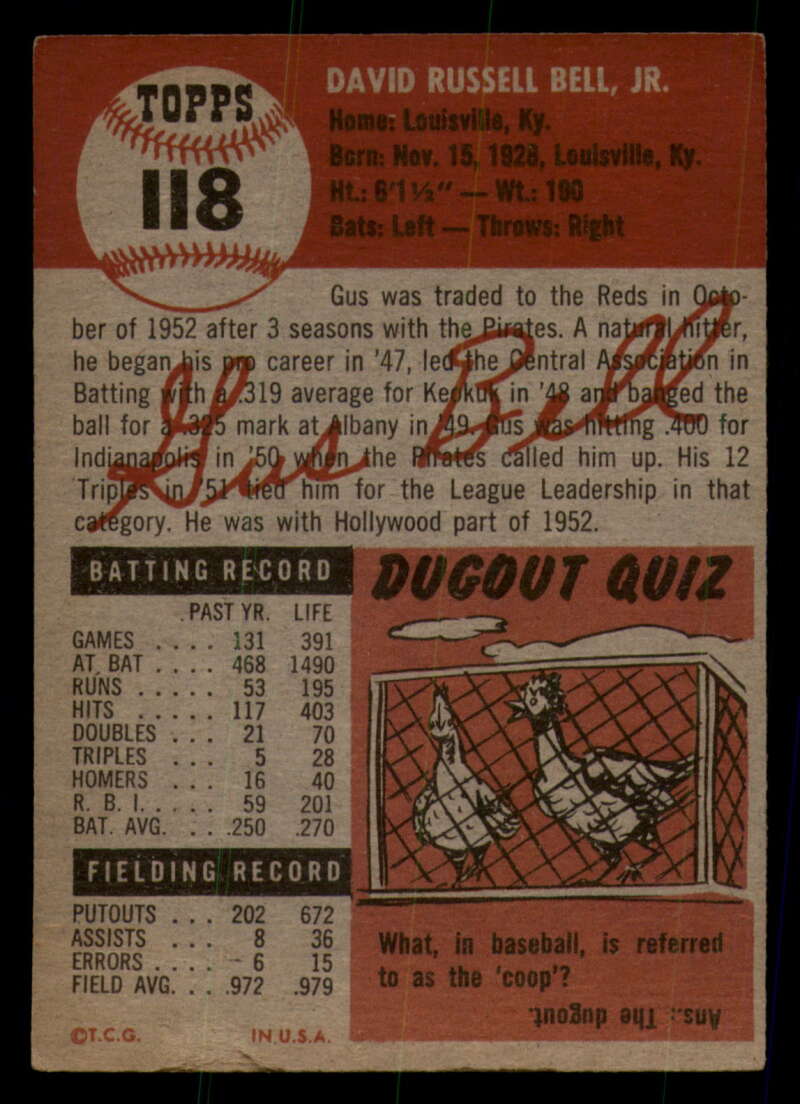 TOPPS
118
DAVID RUSSELL BELL, JR.
Home: Louisville, Ky.
Born: Nov. 15, 1928, Louisville, Ky.
Ht.: 6'1½" — Wt.: 190
Bats: Left — Throws: Right
Gus was traded to the Reds in Octo-
ber of 1952 after 3 seasons with the Pirates. A natural hitter,
he began his pro career in '47, led the Central Association in
Batting with a .319 average for Keokuk in '48 and banged the
ball for a .325 mark at Albany in '49. Gus was hitting .400 for
Indianapolis in '50 when the Pirates called him up. His 12
Triples in '51 tied him for the League Leadership in that
category. He was with Hollywood part of 1952.
Gus Bell
BATTING RECORD
PAST YR. LIFE
GAMES .... 131 391
AT BAT .... 468 1490
RUNS ..... 53 195
HITS ..... 117 403
DOUBLES ... 21 70
TRIPLES ... 5 28
HOMERS ... 16 40
R. B. I. .... 59 201
BAT. AVG. ... .250 .270
FIELDING RECORD
PUTOUTS ... 202 672
ASSISTS ... 8 36
ERRORS .... 6 15
FIELD AVG. ... .972 .979
©T.C.G. IN U.S.A.
DUGOUT QUIZ
What, in baseball, is referred
to as the 'coop'?
Ans.: The dugout.